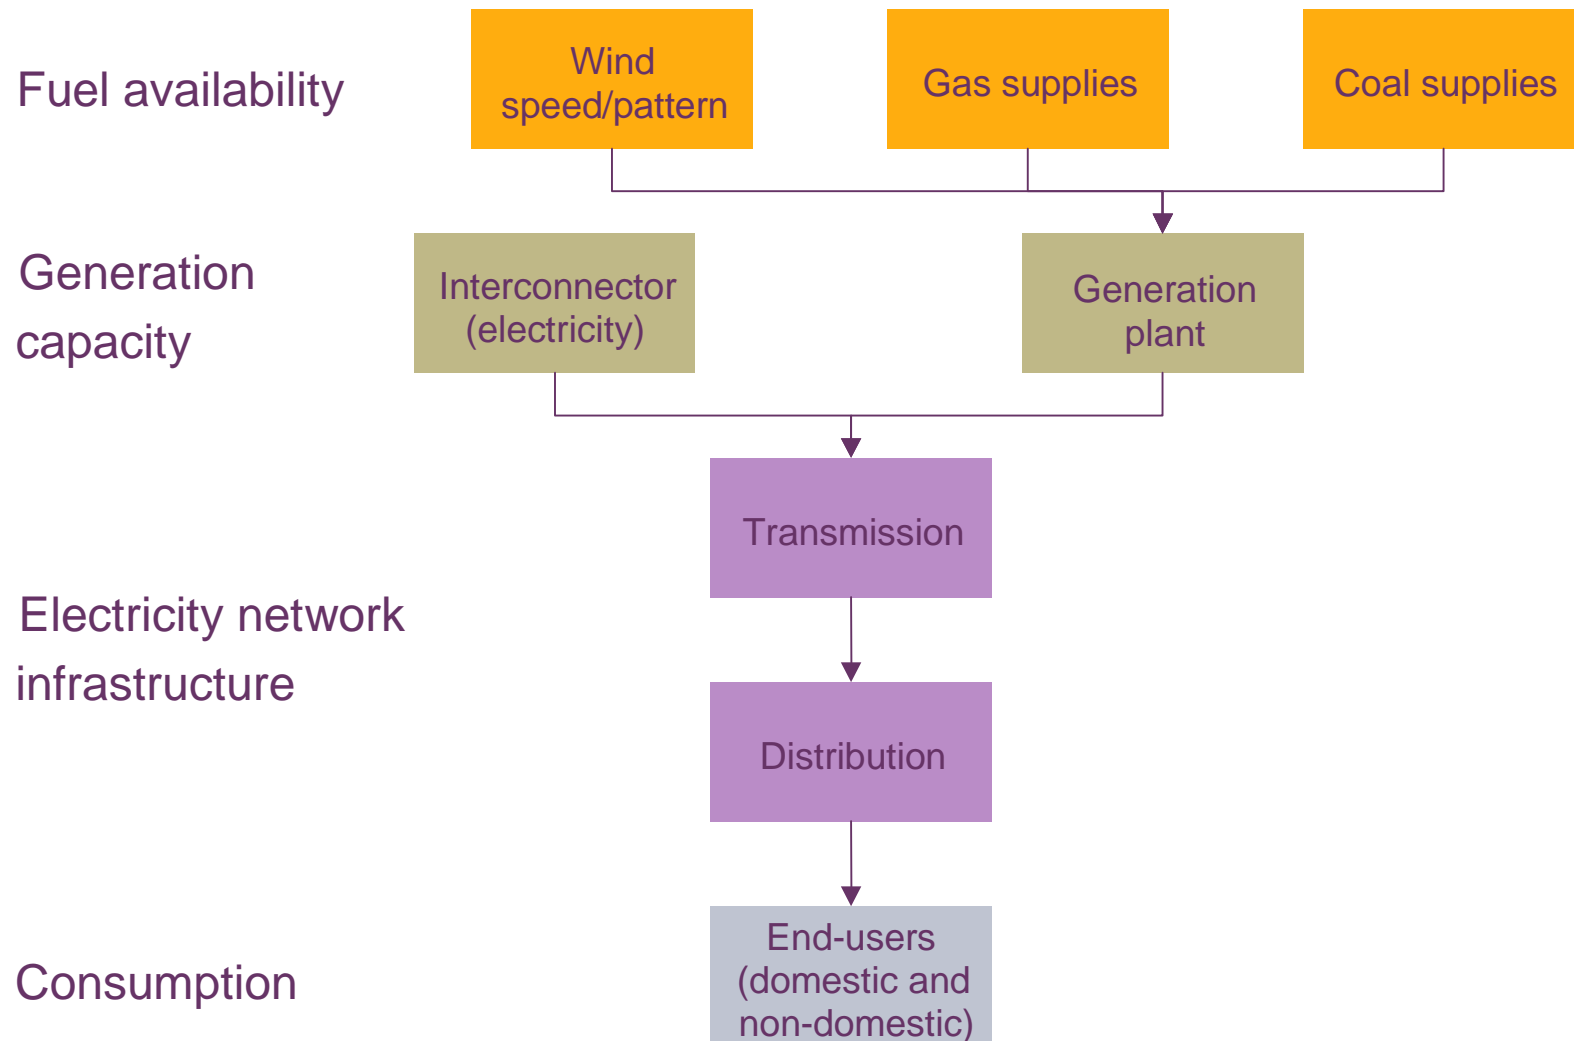 Fuel availability
Wind
speed/pattern
Gas supplies
Coal supplies
Generation
capacity
Interconnector
(electricity)
Generation
plant
Transmission
Electricity network
infrastructure
Distribution
Consumption
End-users
(domestic and
non-domestic)